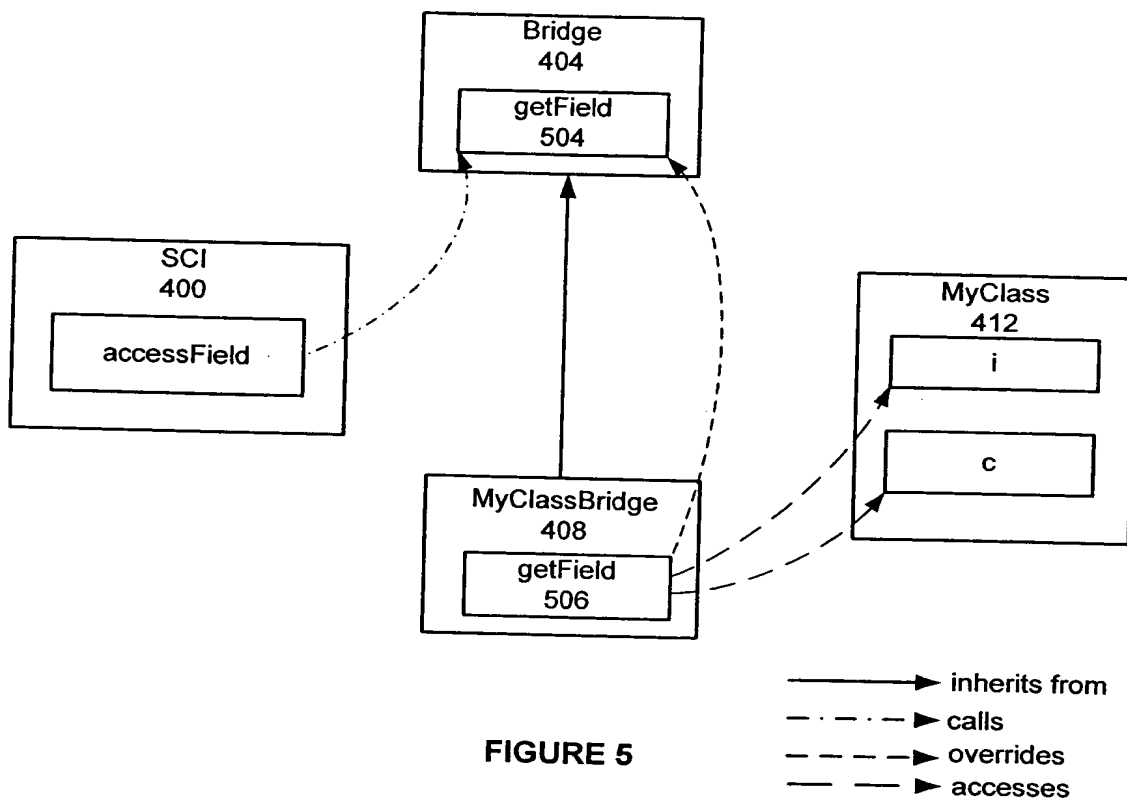 Bridge
404
getField
504
SCI
400
accessField
MyClass
412
i
c
MyClassBridge
408
getField
506
inherits from
calls
overrides
accesses
FIGURE 5